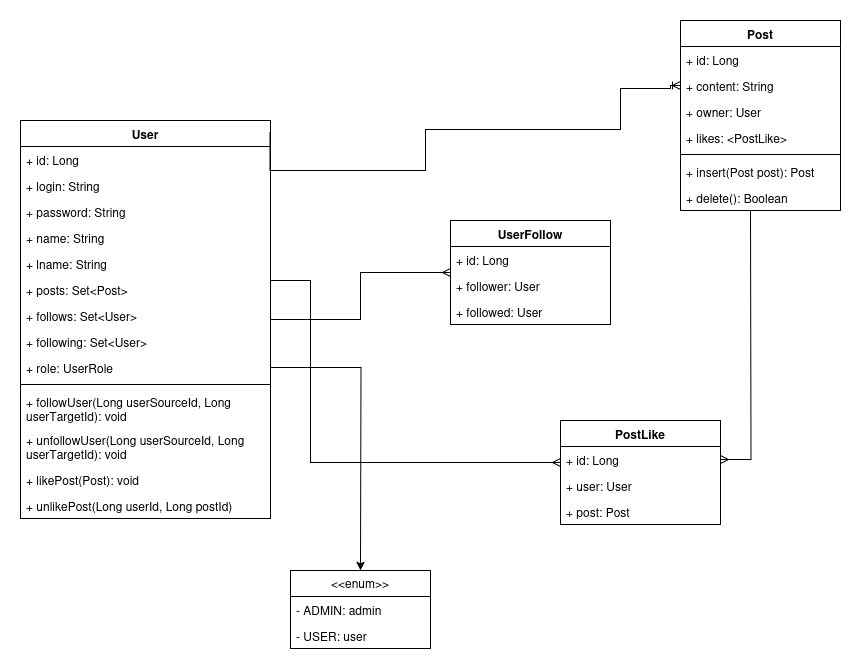 Post
+ id: Long
+ content: String
+ owner: User
+ likes: <PostLike>
+ insert(Post post): Post
+ delete(): Boolean
User
+ id: Long
+ login: String
+ password: String
+ name: String
+ lname: String
+ posts: Set<Post>
+ follows: Set<User>
+ following: Set<User>
+ role: UserRole
+ followUser(Long userSourceId, Long
userTargetId): void
+ unfollowUser(Long userSourceId, Long
userTargetId): void
+ likePost(Post): void
+ unlikePost(Long userId, Long postId)
UserFollow
+ id: Long
+ follower: User
+ followed: User
PostLike
+ id: Long
+ user: User
+ post: Post
<<enum>>
- ADMIN: admin
- USER: user